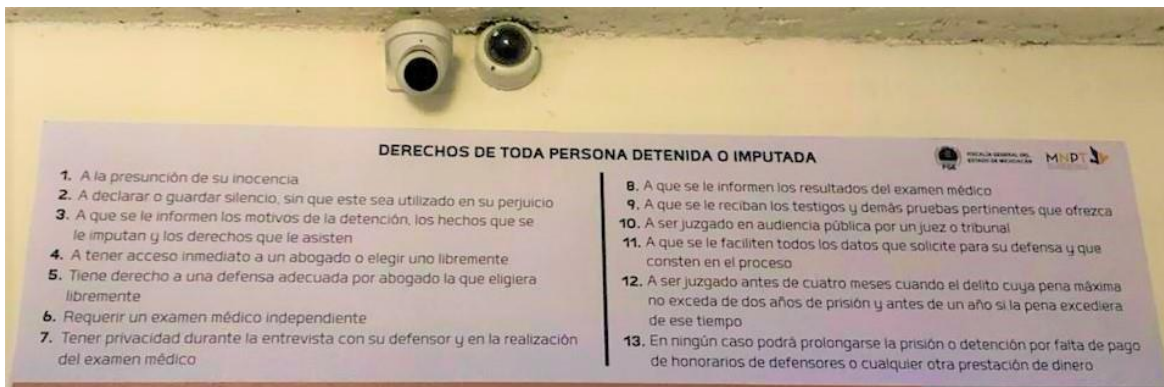 DERECHOS DE TODA PERSONA DETENIDA O IMPUTADA
FGE
FISCALÍA GENERAL DEL
ESTADO DE MICHOACÁN
MNPT
1. A la presunción de su inocencia
2. A declarar o guardar silencio, sin que este sea utilizado en su perjuicio
3. A que se le informen los motivos de la detención, los hechos que se
le imputan y los derechos que le asisten
4. A tener acceso inmediato a un abogado o elegir uno libremente
5. Tiene derecho a una defensa adecuada por abogado la que eligiera
libremente
6. Requerir un examen médico independiente
7. Tener privacidad durante la entrevista con su defensor y en la realización
del examen médico
8. A que se le informen los resultados del examen médico
9. A que se le reciban los testigos y demás pruebas pertinentes que ofrezca
10. A ser juzgado en audiencia pública por un juez o tribunal
11. A que se le faciliten todos los datos que solicite para su defensa y que
consten en el proceso
12. A ser juzgado antes de cuatro meses cuando el delito cuya pena máxima
no exceda de dos años de prisión y antes de un año si la pena excediera
de ese tiempo
13. En ningún caso podrá prolongarse la prisión o detención por falta de pago
de honorarios de defensores o cualquier otra prestación de dinero